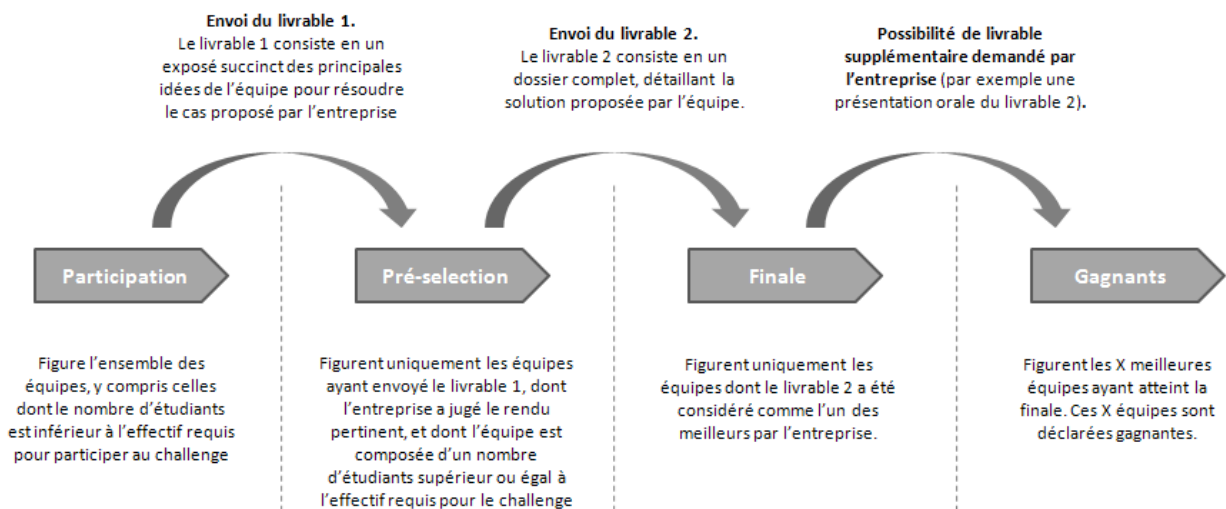 Envoi du livrable 1.
Le livrable 1 consiste en un
exposé succinct des principales
idées de l’équipe pour résoudre
le cas proposé par l’entreprise
Envoi du livrable 2.
Le livrable 2 consiste en un
dossier complet, détaillant la
solution proposée par l’équipe.
Possibilité de livrable
supplémentaire demandé par
l’entreprise (par exemple une
présentation orale du livrable 2).
Participation
Pré-selection
Finale
Gagnants
Figure l’ensemble des
équipes, y compris celles
dont le nombre d’étudiants
est inférieur à l’effectif requis
pour participer au challenge
Figurent uniquement les équipes
ayant envoyé le livrable 1, dont
l’entreprise a jugé le rendu
pertinent, et dont l’équipe est
composée d’un nombre
d’étudiants supérieur ou égal à
l’effectif requis pour le challenge
Figurent uniquement les
équipes dont le livrable 2 a été
considéré comme l’un des
meilleurs par l’entreprise.
Figurent les X meilleures
équipes ayant atteint la
finale. Ces X équipes sont
déclarées gagnantes.